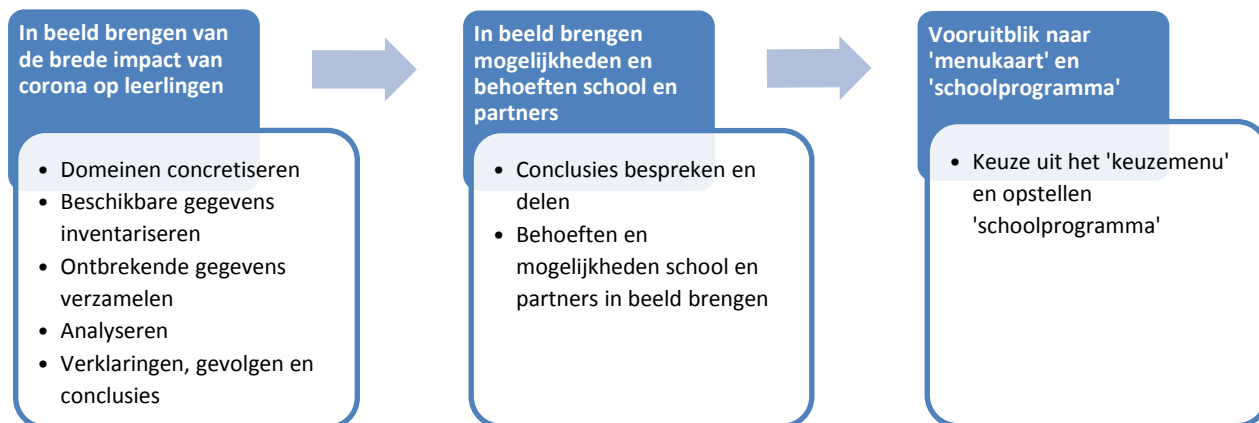 In beeld brengen van
de brede impact van
corona op leerlingen
• Domeinen concretiseren
• Beschikbare gegevens
inventariseren
• Ontbrekende gegevens
verzamelen
• Analyseren
• Verklaringen, gevolgen en
conclusies
In beeld brengen
mogelijkheden en
behoeften school en
partners
• Conclusies bespreken en
delen
• Behoeften en
mogelijkheden school en
partners in beeld brengen
Vooruitblik naar
'menukaart' en
'schoolprogramma'
• Keuze uit het 'keuzemenu'
en opstellen
'schoolprogramma'